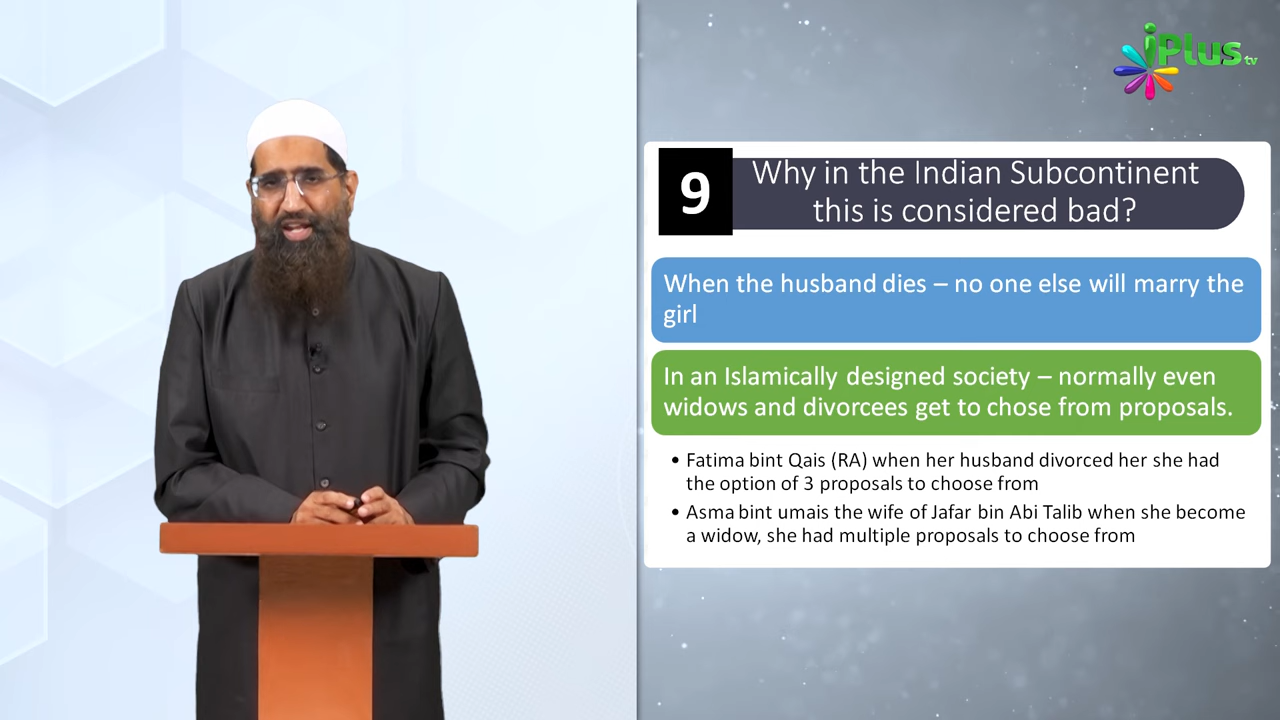 iPlus tv
9
Why in the Indian Subcontinent
this is considered bad?
When the husband dies – no one else will marry the
girl
In an Islamically designed society – normally even
widows and divorcees get to chose from proposals.
• Fatima bint Qais (RA) when her husband divorced her she had
the option of 3 proposals to choose from
• Asma bint umais the wife of Jafar bin Abi Talib when she become
a widow, she had multiple proposals to choose from